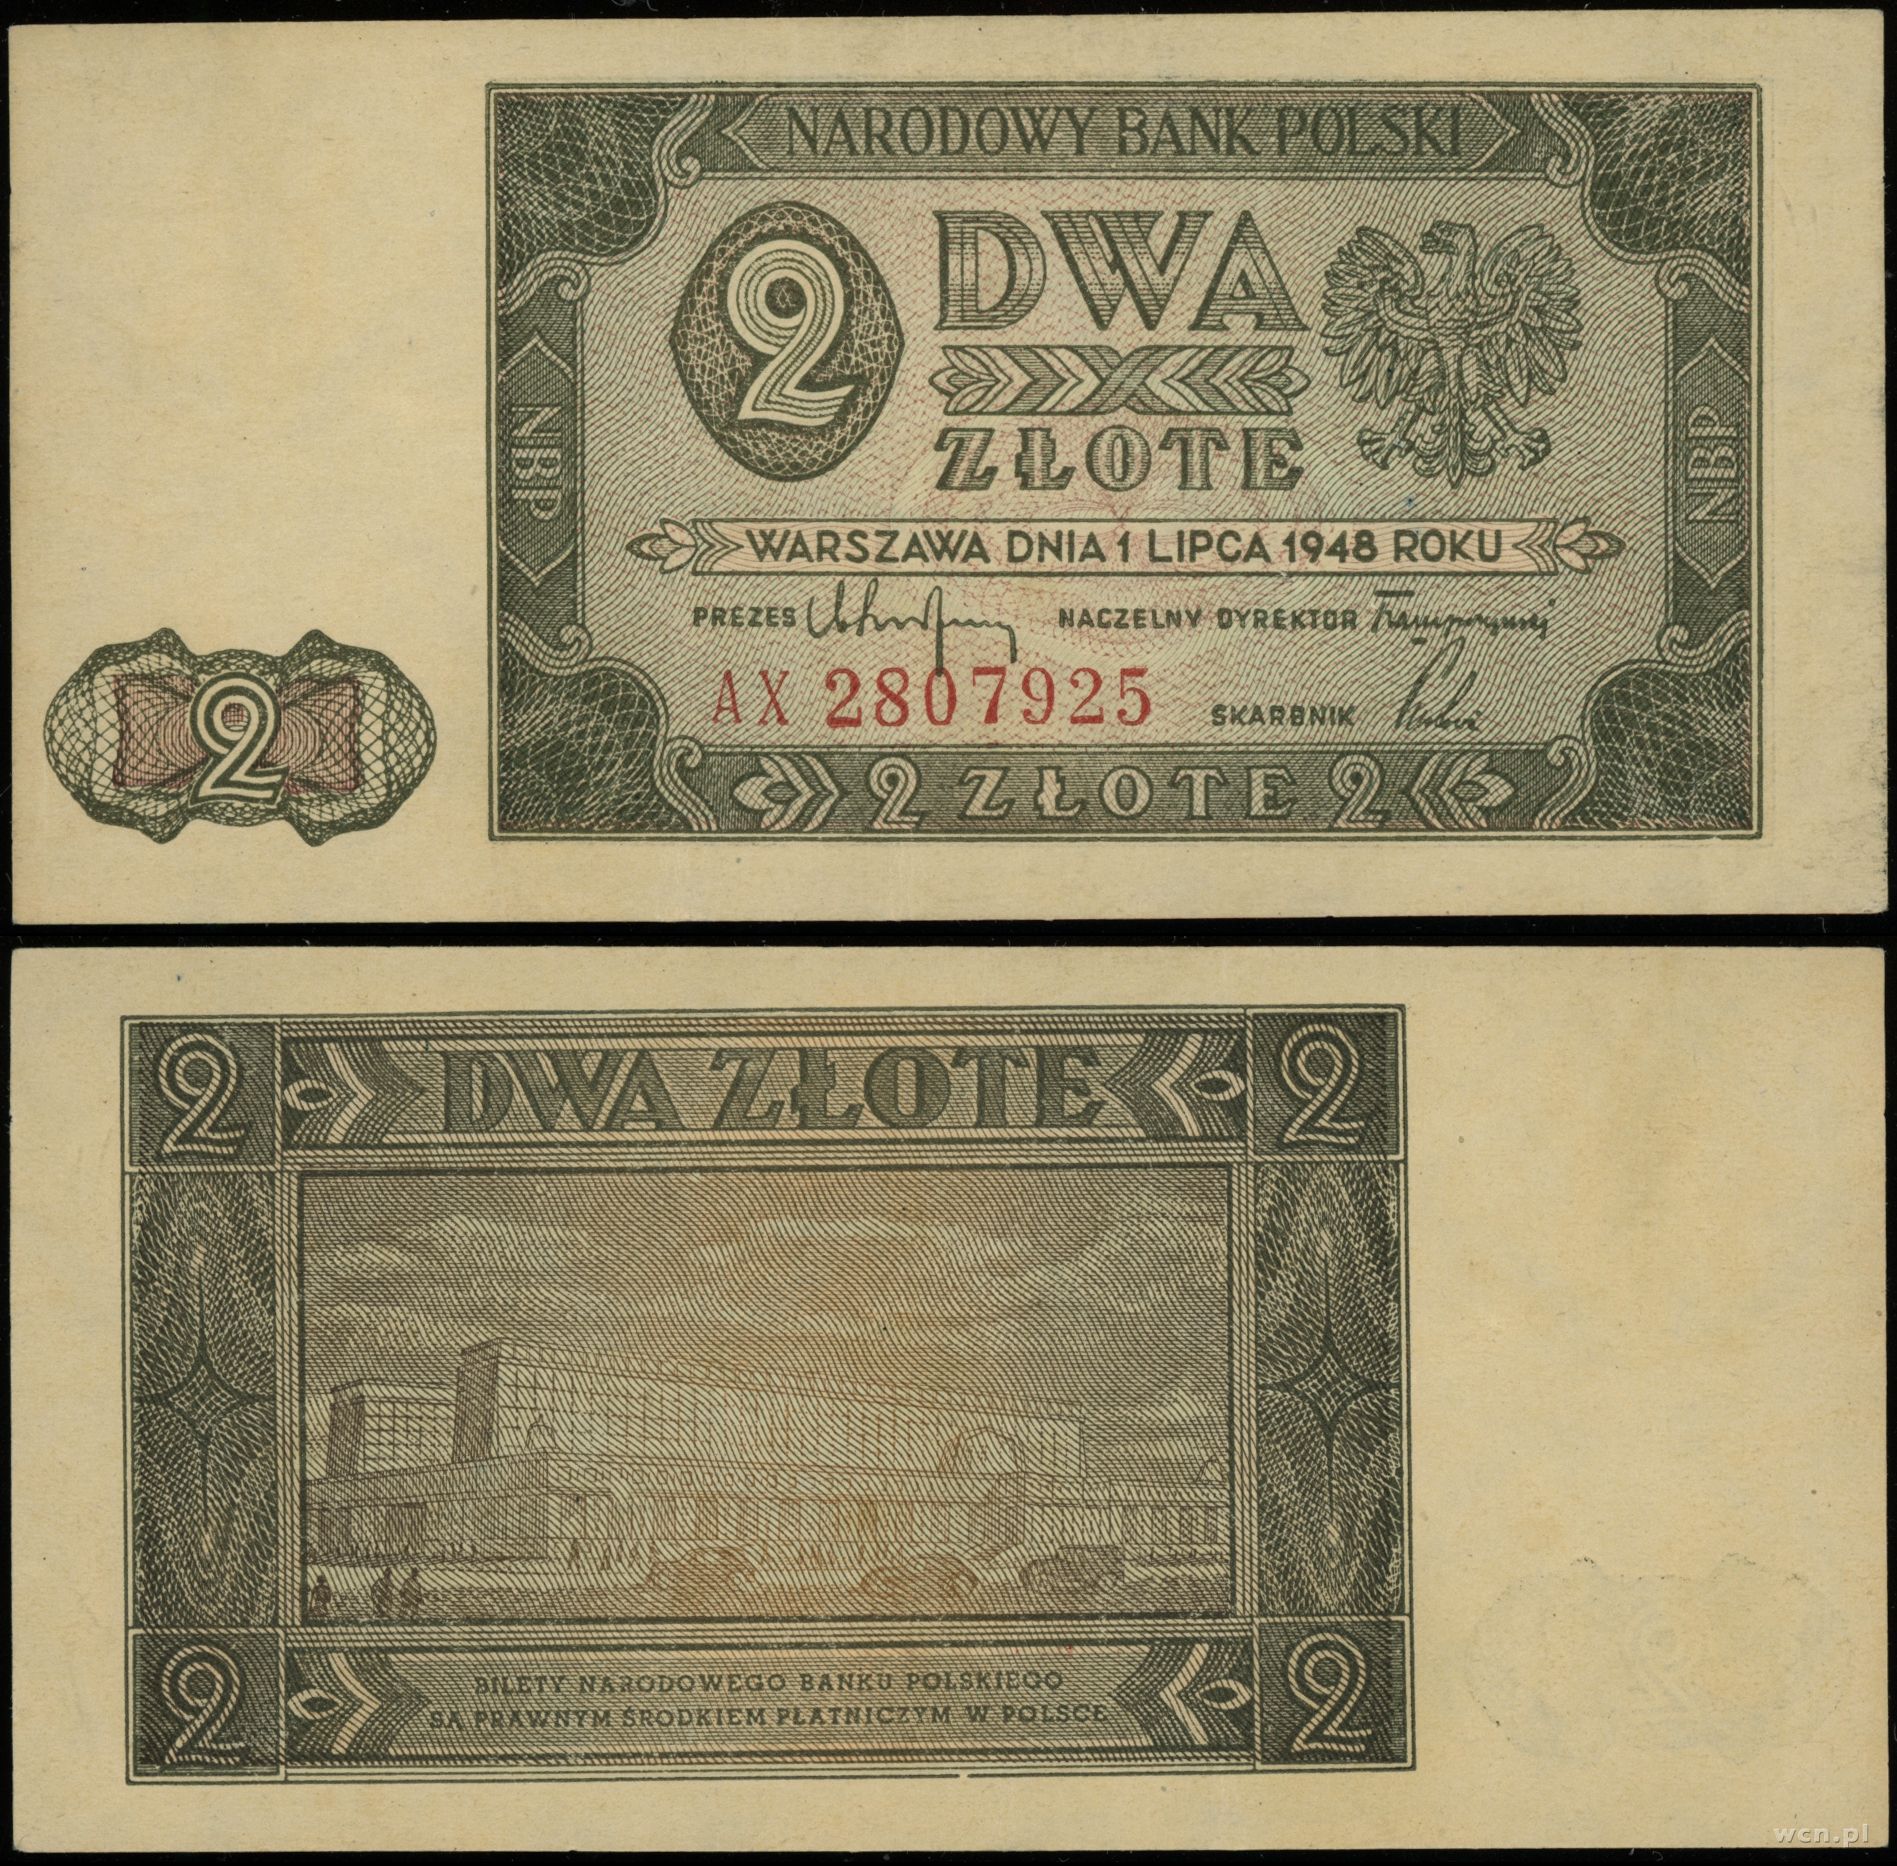 NARODOWY BANK POLSKI
2 DWA
ZŁOTE
NBP
NBP
WARSZAWA DNIA 1 LIPCA 1948 ROKU
PREZES NACZELNY DYREKTOR
AX 2807925
SKARBNIK
2
2 ZŁOTE 2
2 DWA ZŁOTE 2
2 BILETY NARODOWEGO BANKU POLSKIEGO 2
SĄ PRAWNYM ŚRODKIEM PŁATNICZYM W POLSCE
wcn.pl